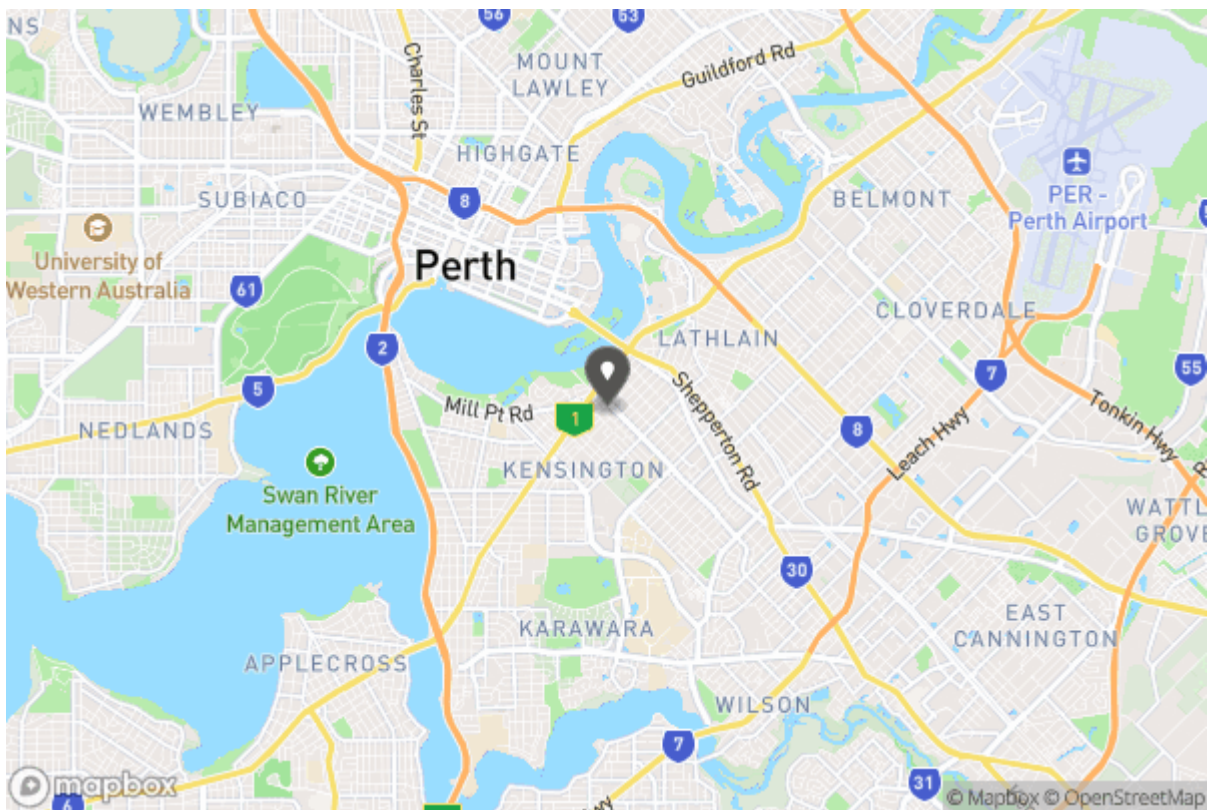 NS
56
53
MOUNT
LAWLEY
Guildford Rd
Charles St
WEMBLEY
HIGHGATE
SUBIACO
8
BELMONT
PER -
Perth Airport
University of
Western Australia
Perth
61
CLOVERDALE
2
LATHLAIN
5
7
55
Mill Pt Rd
1
Shepperton Rd
Tonkin Hwy
NEDLANDS
8
Leach Hwy
KENSINGTON
Swan River
Management Area
R
WATTL
GROVE
30
KARAWARA
EAST
CANNINGTON
APPLECROSS
WILSON
7
31
mapbox
6
Hwy
© Mapbox © OpenStreetMap